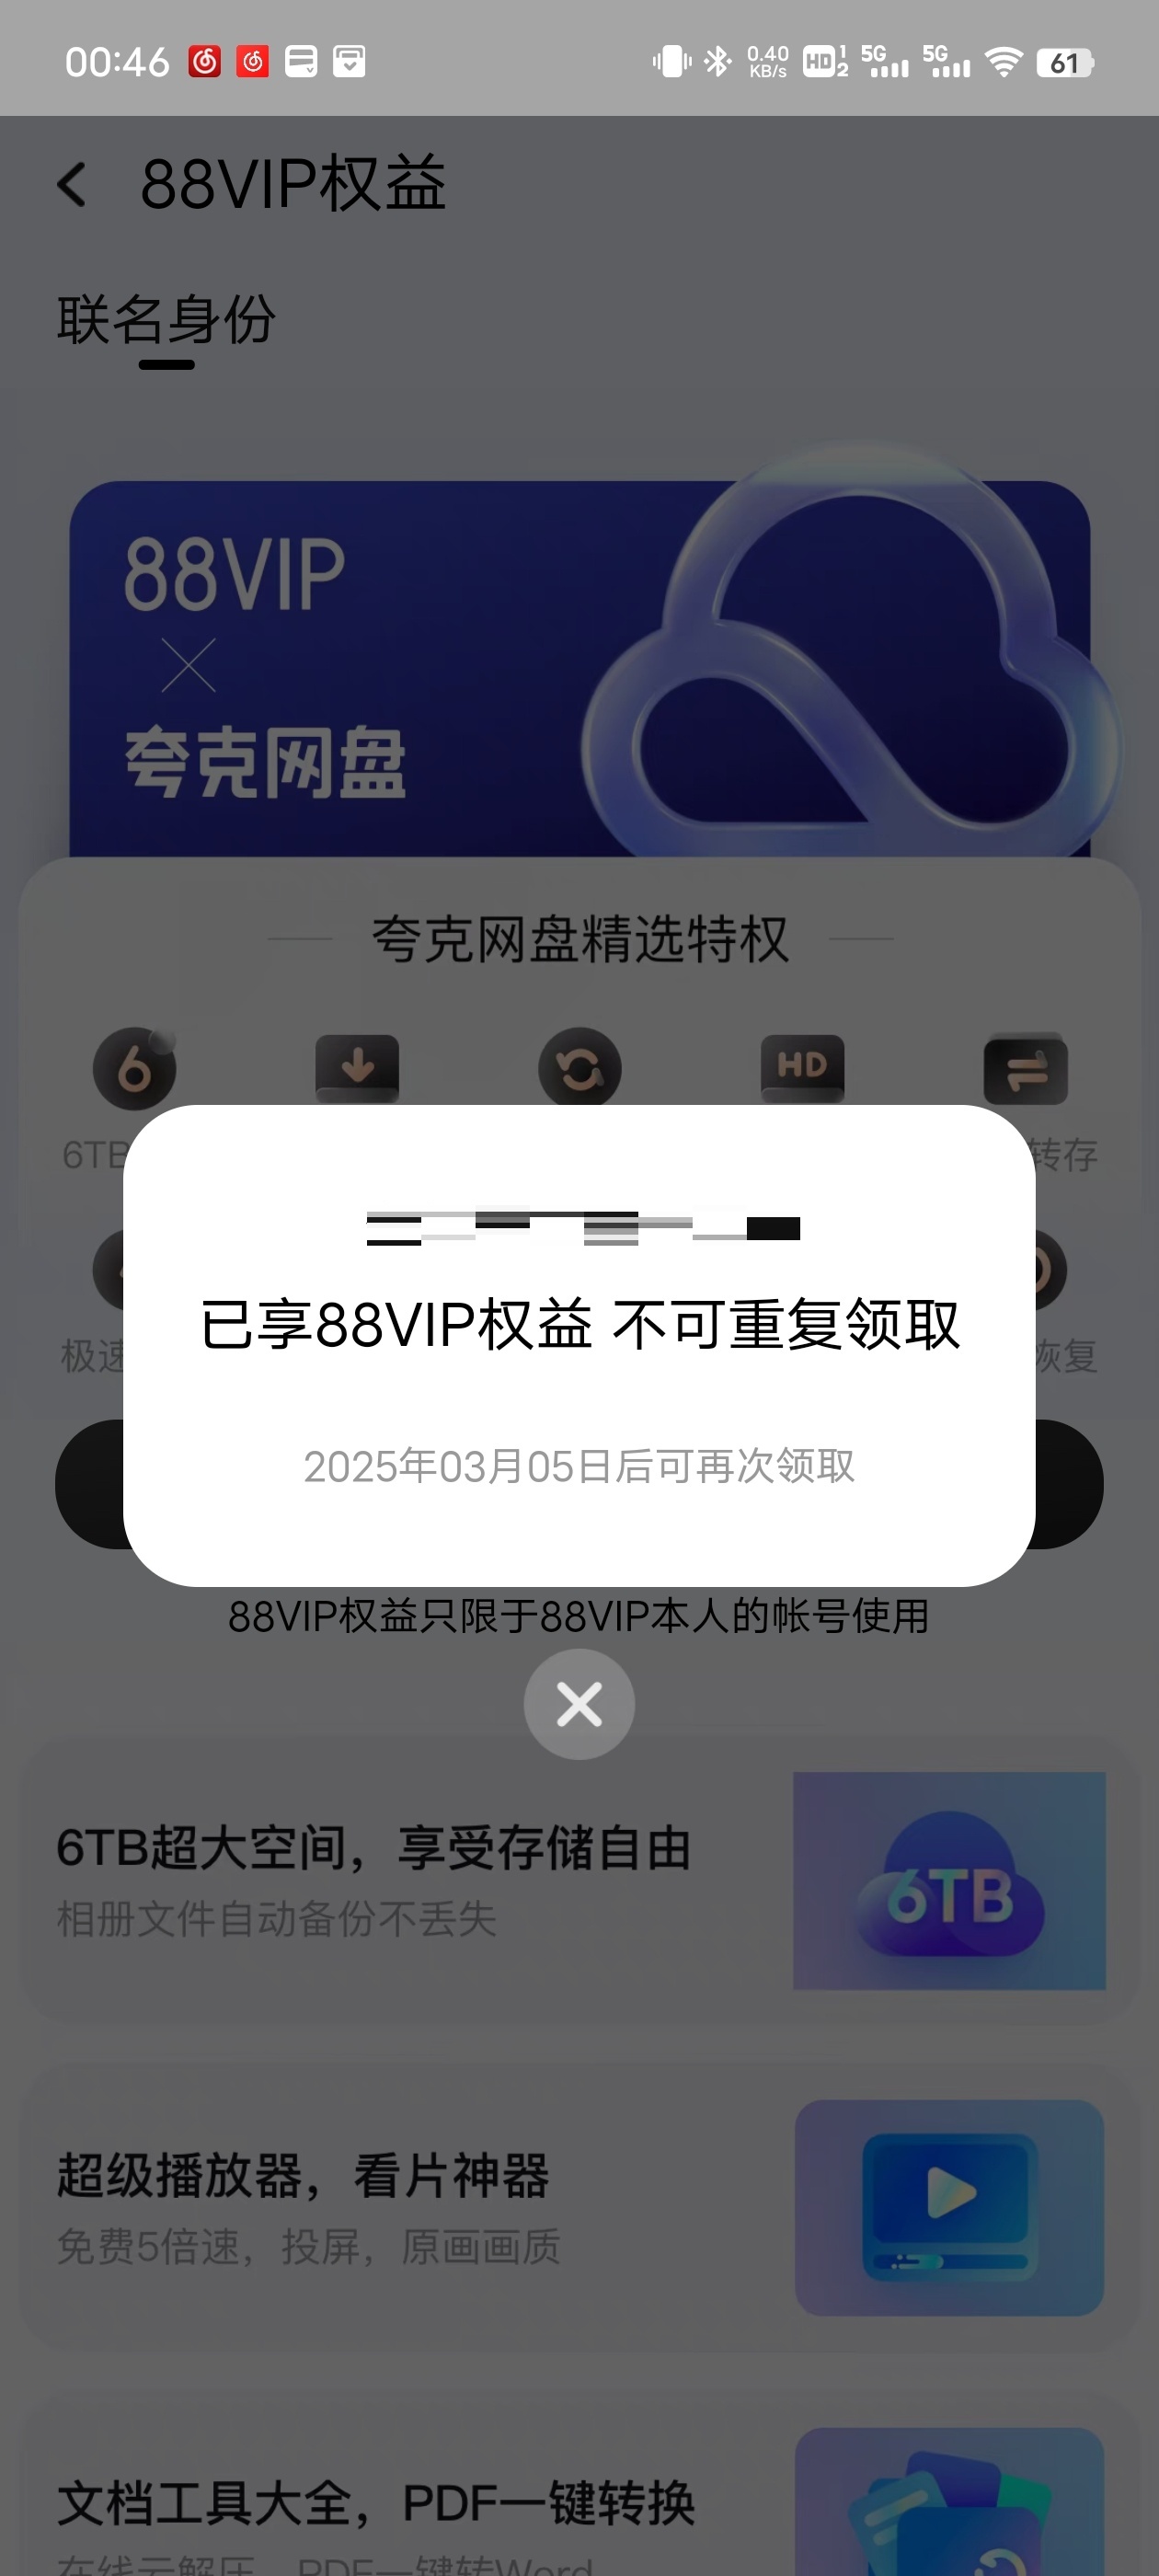 00:46
0.40
KB/s
HD 1 2
5G
5G
61
88VIP权益
联名身份
88VIP
夸克网盘
夸克网盘精选特权
6
HD
6TB
转存
已享88VIP权益 不可重复领取
极速
恢复
2025年03月05日后可再次领取
88VIP权益只限于88VIP本人的帐号使用
6TB超大空间，享受存储自由
相册文件自动备份不丢失
6TB
超级播放器，看片神器
免费5倍速，投屏，原画画质
文档工具大全，PDF一键转换
在线云解压，PDF一键转Word